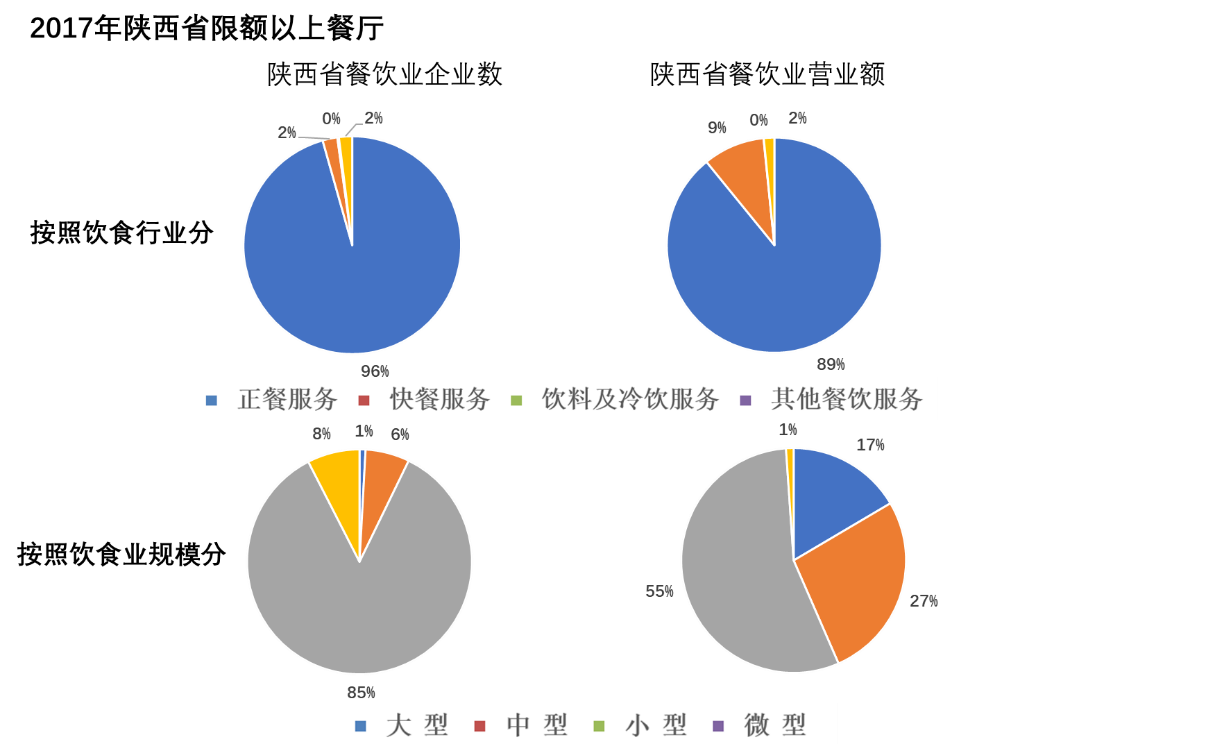 2017年陕西省限额以上餐厅
陕西省餐饮业企业数
陕西省餐饮业营业额
2%
0%
2%
9%
0%
2%
按照饮食行业分
96%
89%
正餐服务 快餐服务 饮料及冷饮服务 其他餐饮服务
8%
1%
6%
1%
17%
按照饮食业规模分
55%
27%
85%
大 型 中 型 小 型 微 型